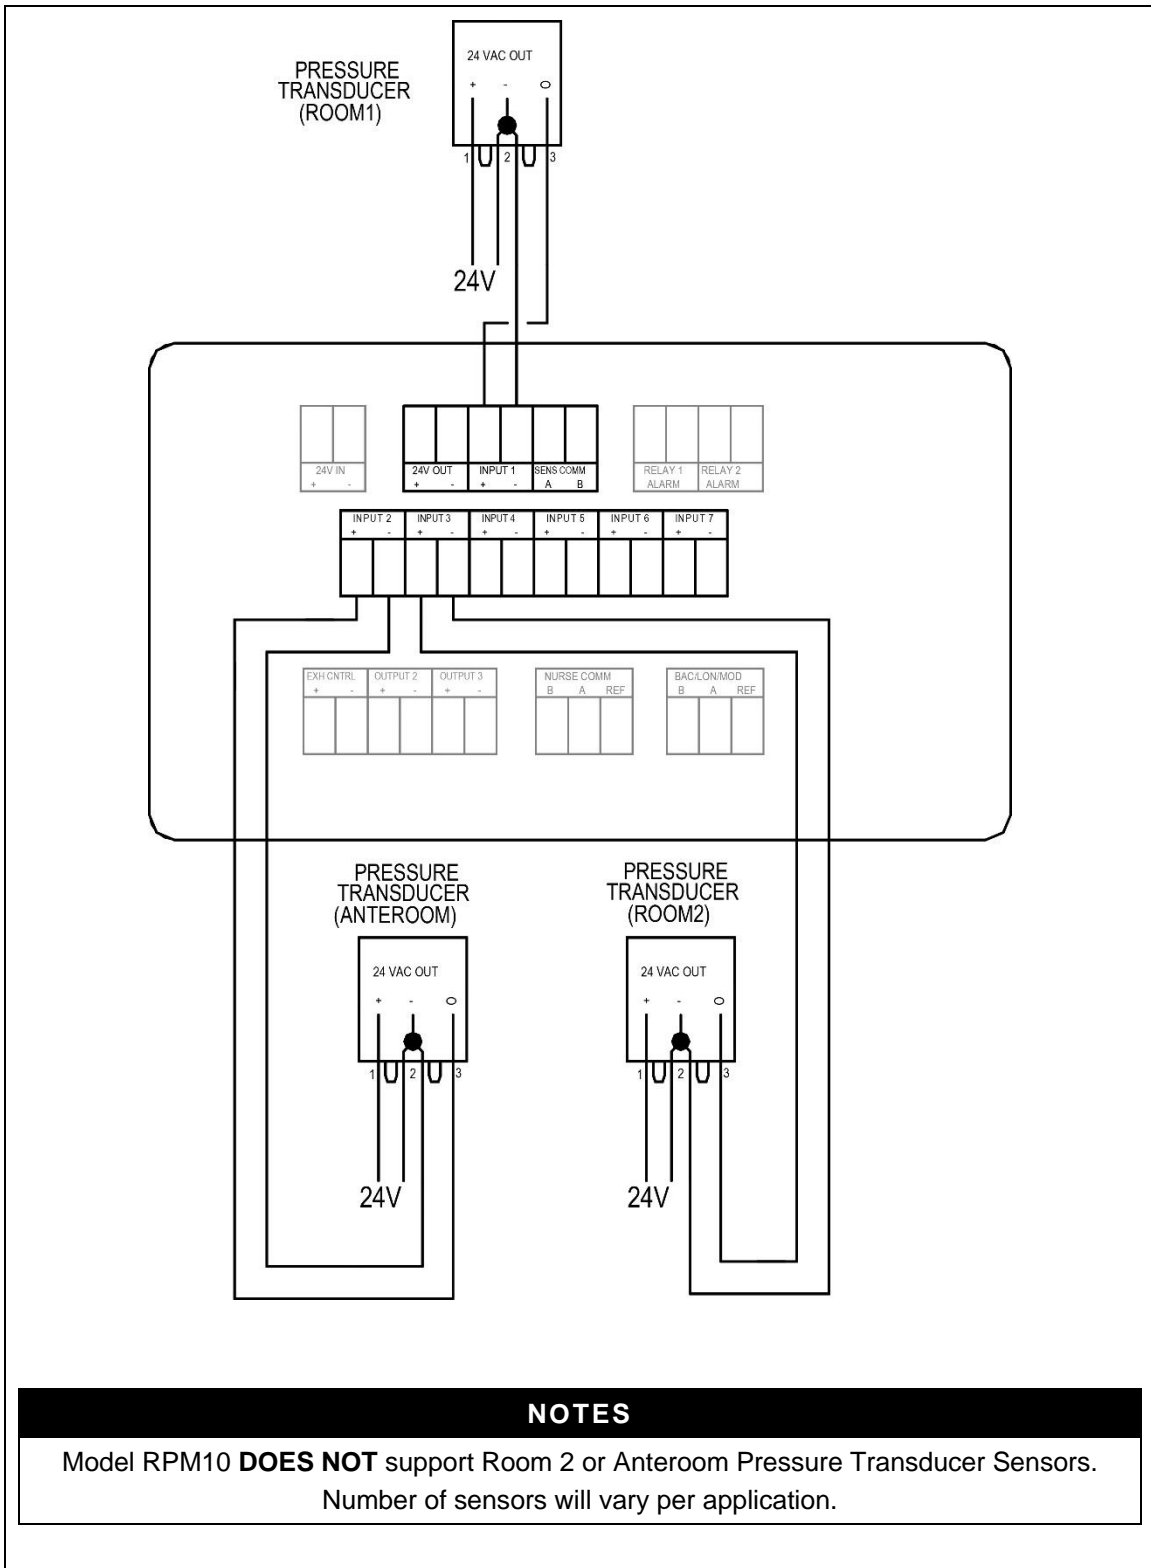 PRESSURE
TRANSDUCER
(ROOM1)
24 VAC OUT
+ - O
1 2 3
24V
24V IN
+ -
24V OUT INPUT 1 SENS COMM
+ - + - A B
RELAY 1 RELAY 2
ALARM ALARM
INPUT 2 INPUT 3 INPUT 4 INPUT 5 INPUT 6 INPUT 7
+ - + - + - + - + - + -
EXH CNTRL OUTPUT 2 OUTPUT 3
+ - + - + -
NURSE COMM
B A REF
BAC/LON/MOD
B A REF
PRESSURE
TRANSDUCER
(ANTEROOM)
24 VAC OUT
+ - O
1 2 3
24V
PRESSURE
TRANSDUCER
(ROOM2)
24 VAC OUT
+ - O
1 2 3
24V
NOTES
Model RPM10 DOES NOT support Room 2 or Anteroom Pressure Transducer Sensors.
Number of sensors will vary per application.